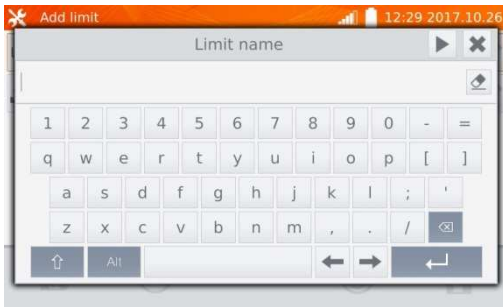 Add limit
12:29 2017.10.26
Limit name
1 2 3 4 5 6 7 8 9 0 - =
q w e r t y u i o p [ ]
a s d f g h j k l ; '
z x c v b n m , . /
Alt